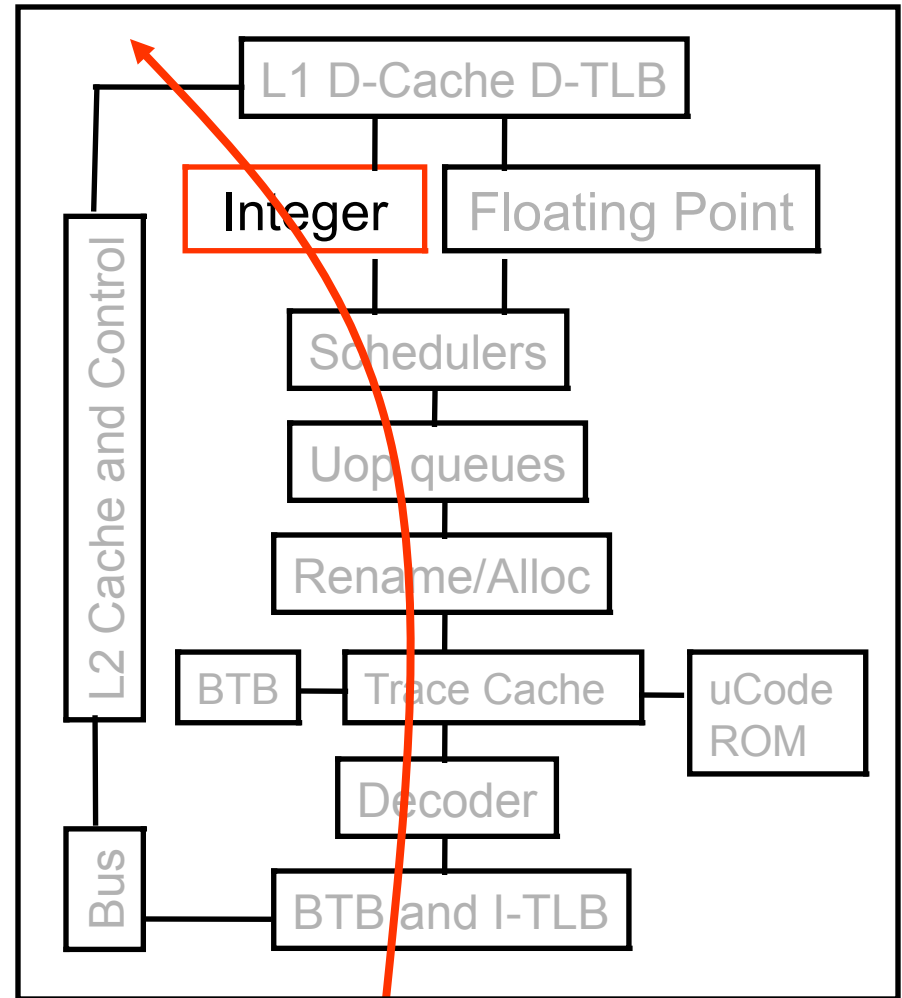 L1 D-Cache D-TLB
Integer
Floating Point
L2 Cache and Control
Schedulers
Uop queues
Rename/Alloc
BTB
Trace Cache
uCode
ROM
Decoder
Bus
BTB and I-TLB